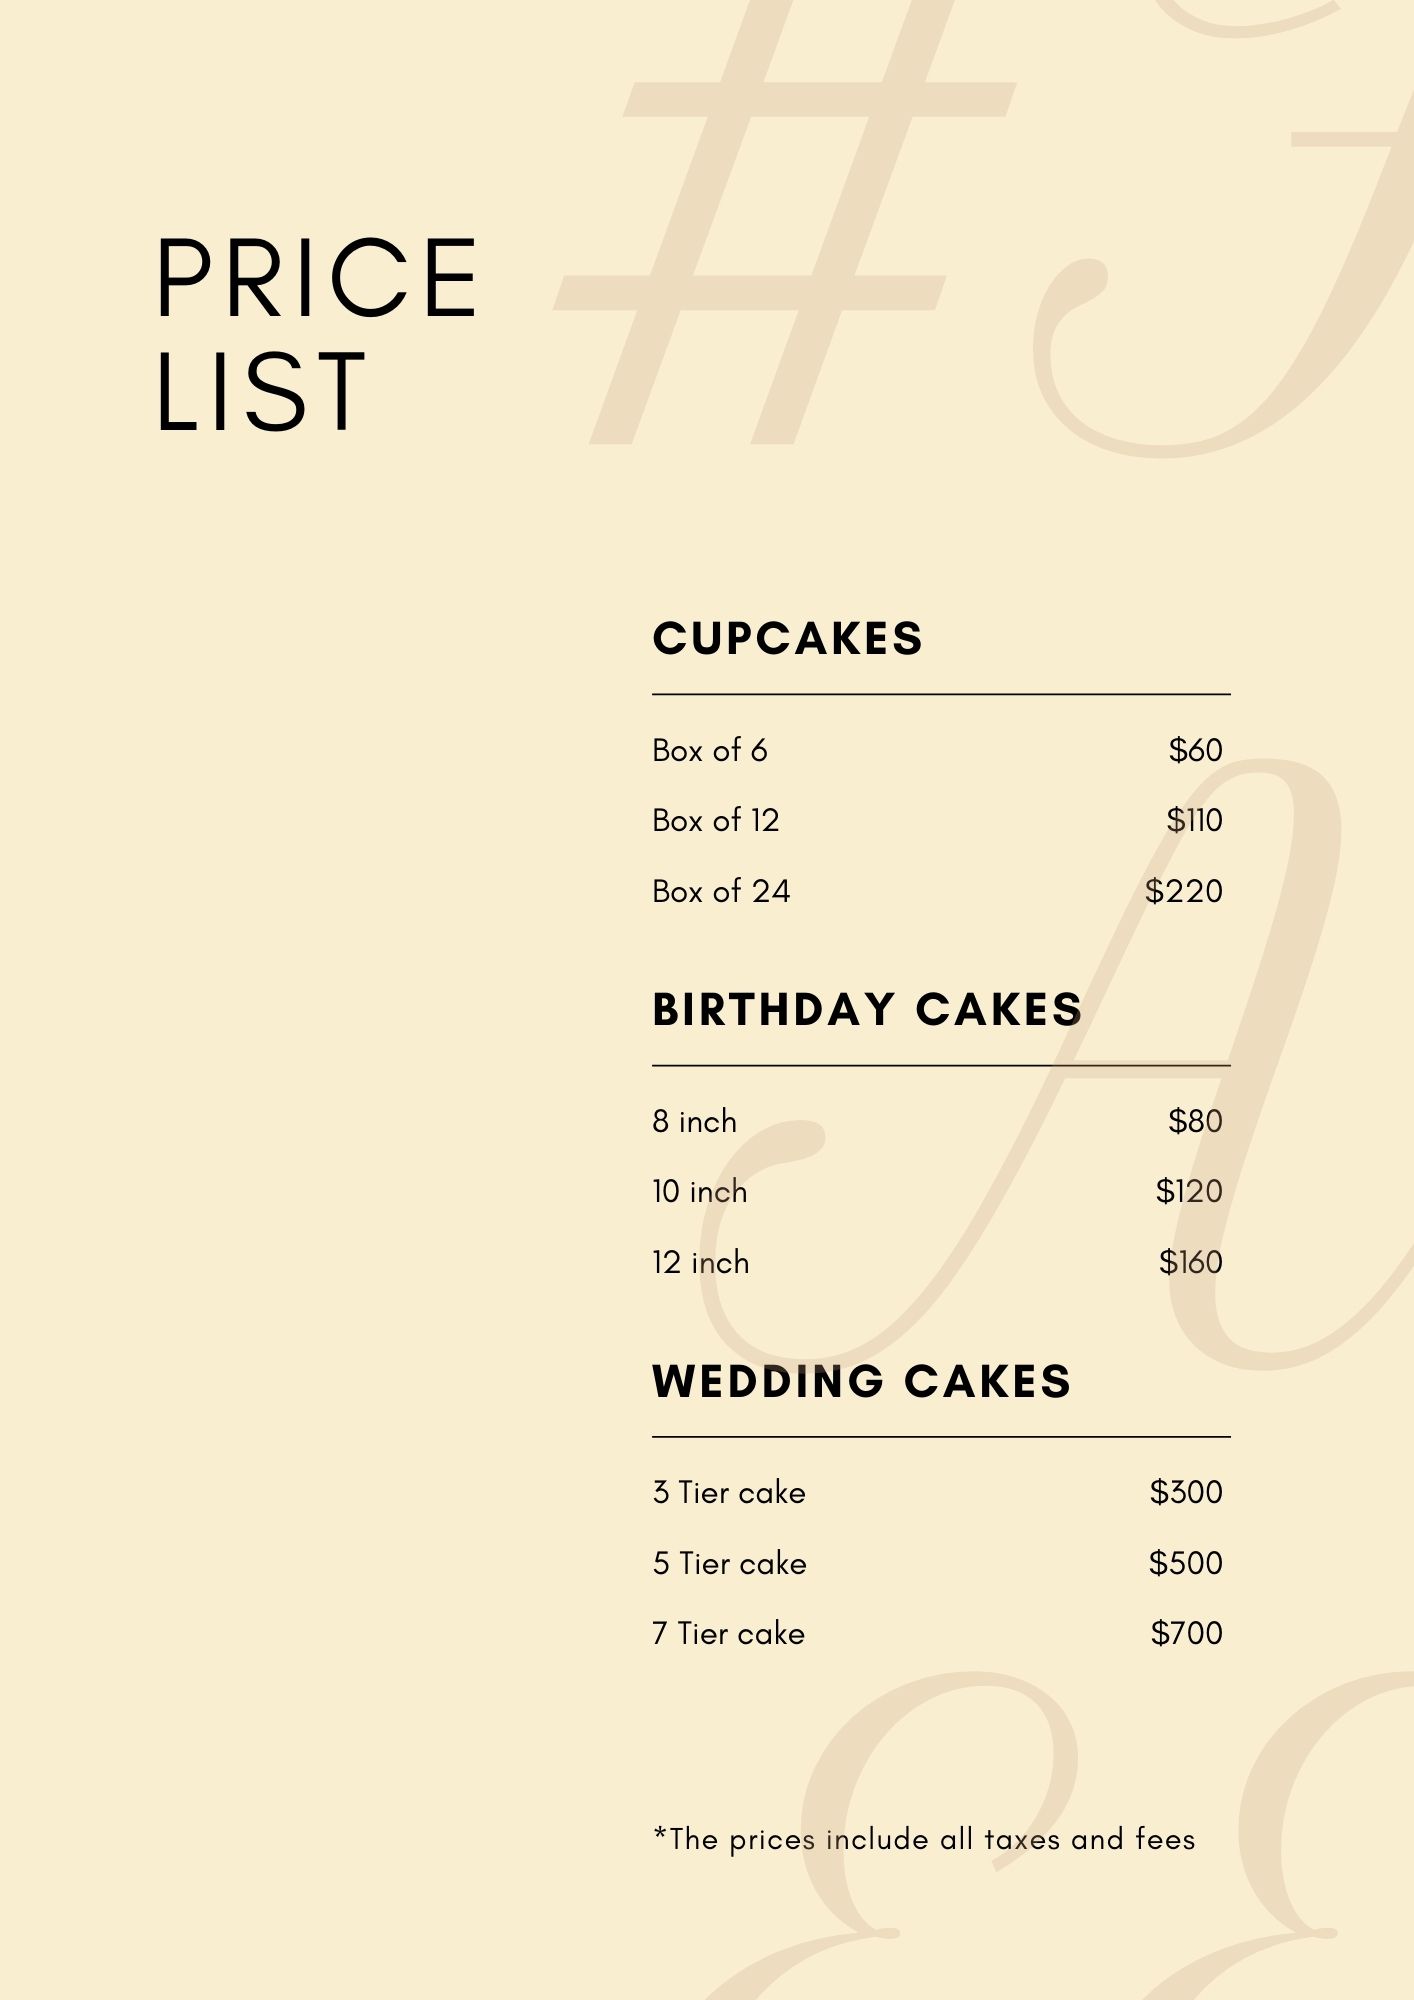 PRICE
LIST
CUPCAKES
Box of 6 $60
Box of 12 $110
Box of 24 $220
BIRTHDAY CAKES
8 inch $80
10 inch $120
12 inch $160
WEDDING CAKES
3 Tier cake $300
5 Tier cake $500
7 Tier cake $700
*The prices include all taxes and fees